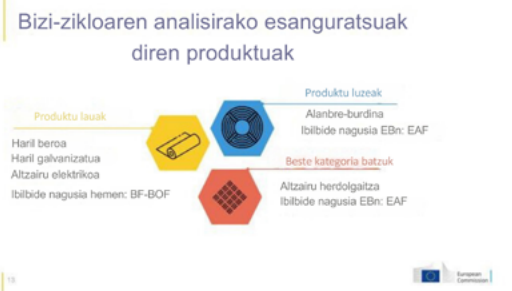 Bizi-zikloaren analisirako esanguratsuak
diren produktuak
Produktu lauak
Haril beroa
Haril galvanizatua
Altzairu elektrikoa
Ibilbide nagusia hemen: BF-BOF
Produktu luzeak
Alanbre-burdina
Ibilbide nagusia EBn: EAF
Beste kategoria batzuk
Altzairu herdolgaitza
Ibilbide nagusia EBn: EAF
European
Commission